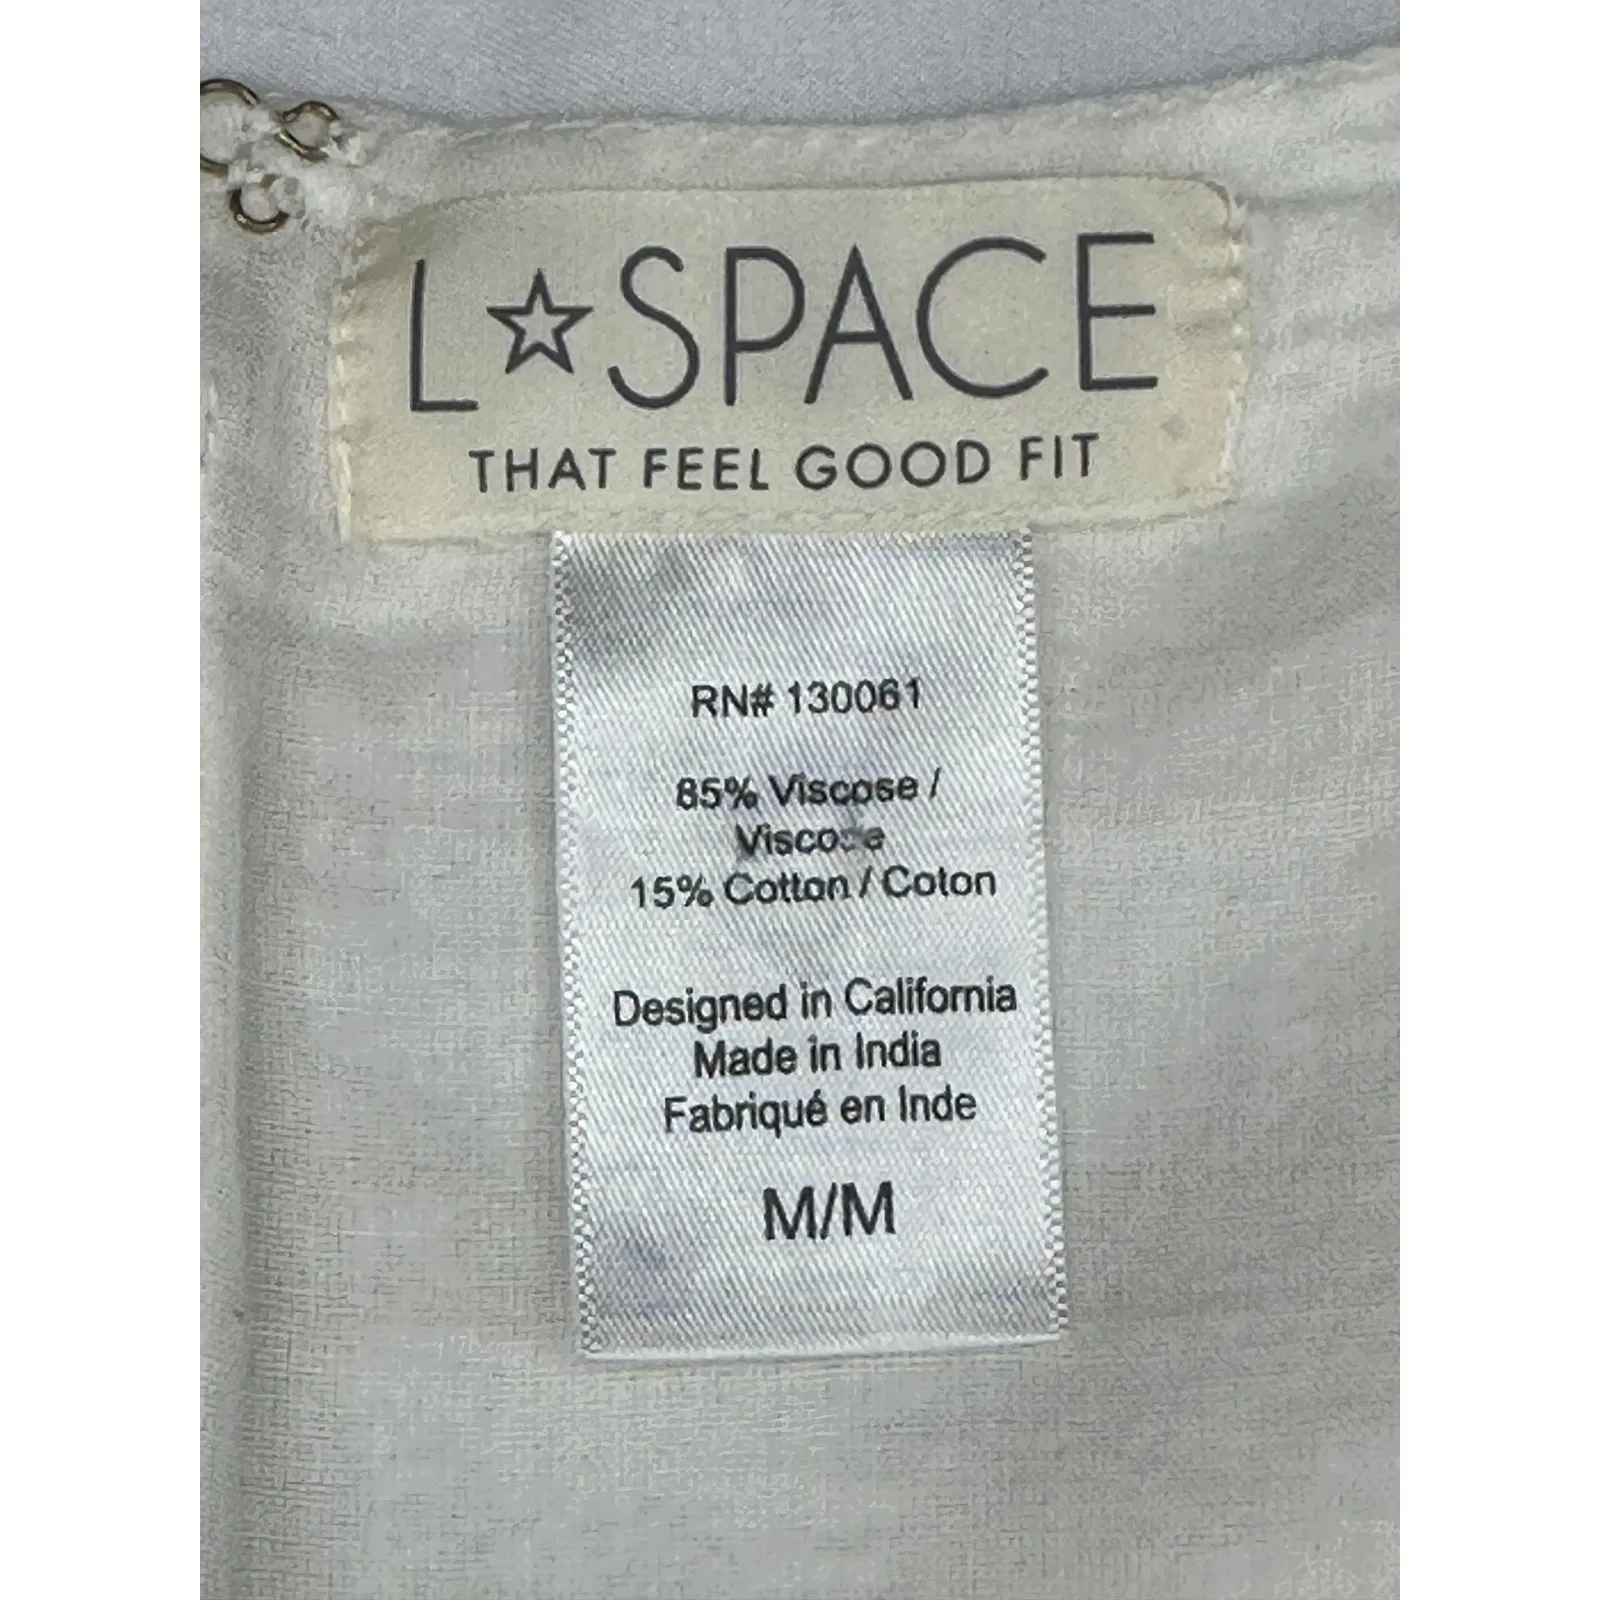 L☆SPACE
THAT FEEL GOOD FIT
RN# 130061
85% Viscose /
Viscose
15% Cotton / Coton
Designed in California
Made in India
Fabriqué en Inde
M/M